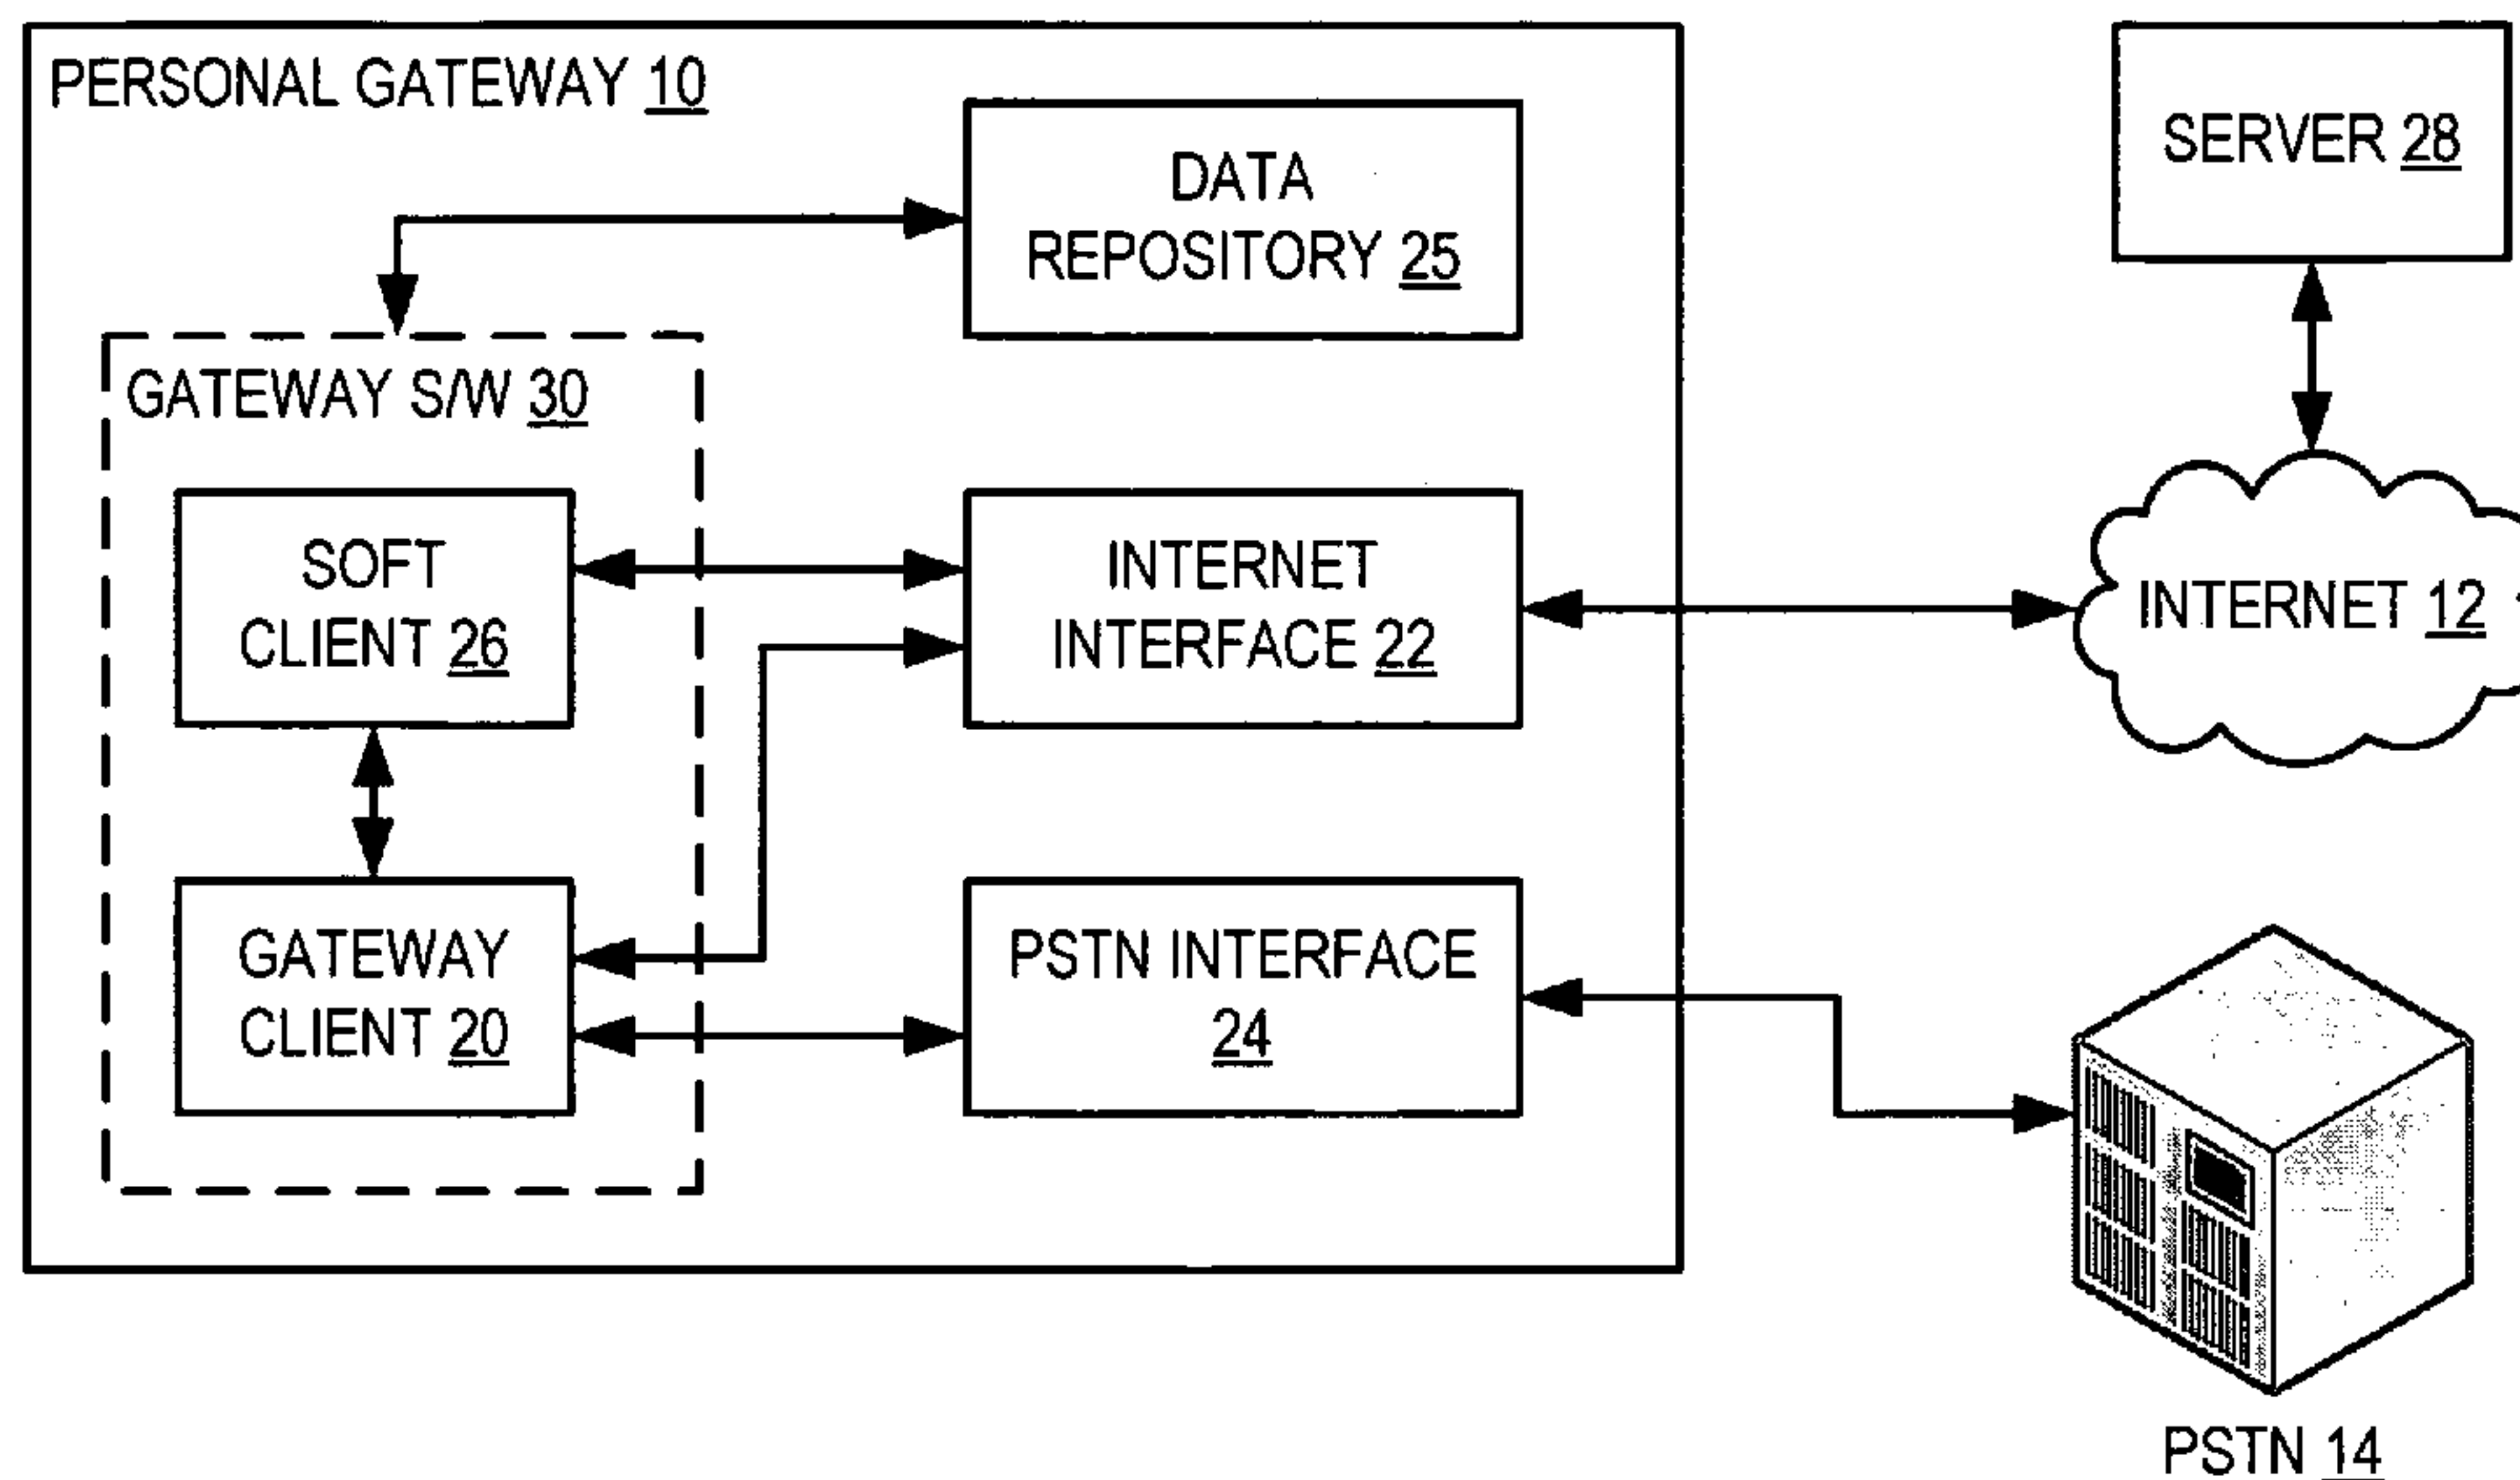 PERSONAL GATEWAY 10
DATA
REPOSITORY 25
SERVER 28
GATEWAY S/W 30
SOFT
CLIENT 26
INTERNET
INTERFACE 22
INTERNET 12
GATEWAY
CLIENT 20
PSTN INTERFACE
24
PSTN 14